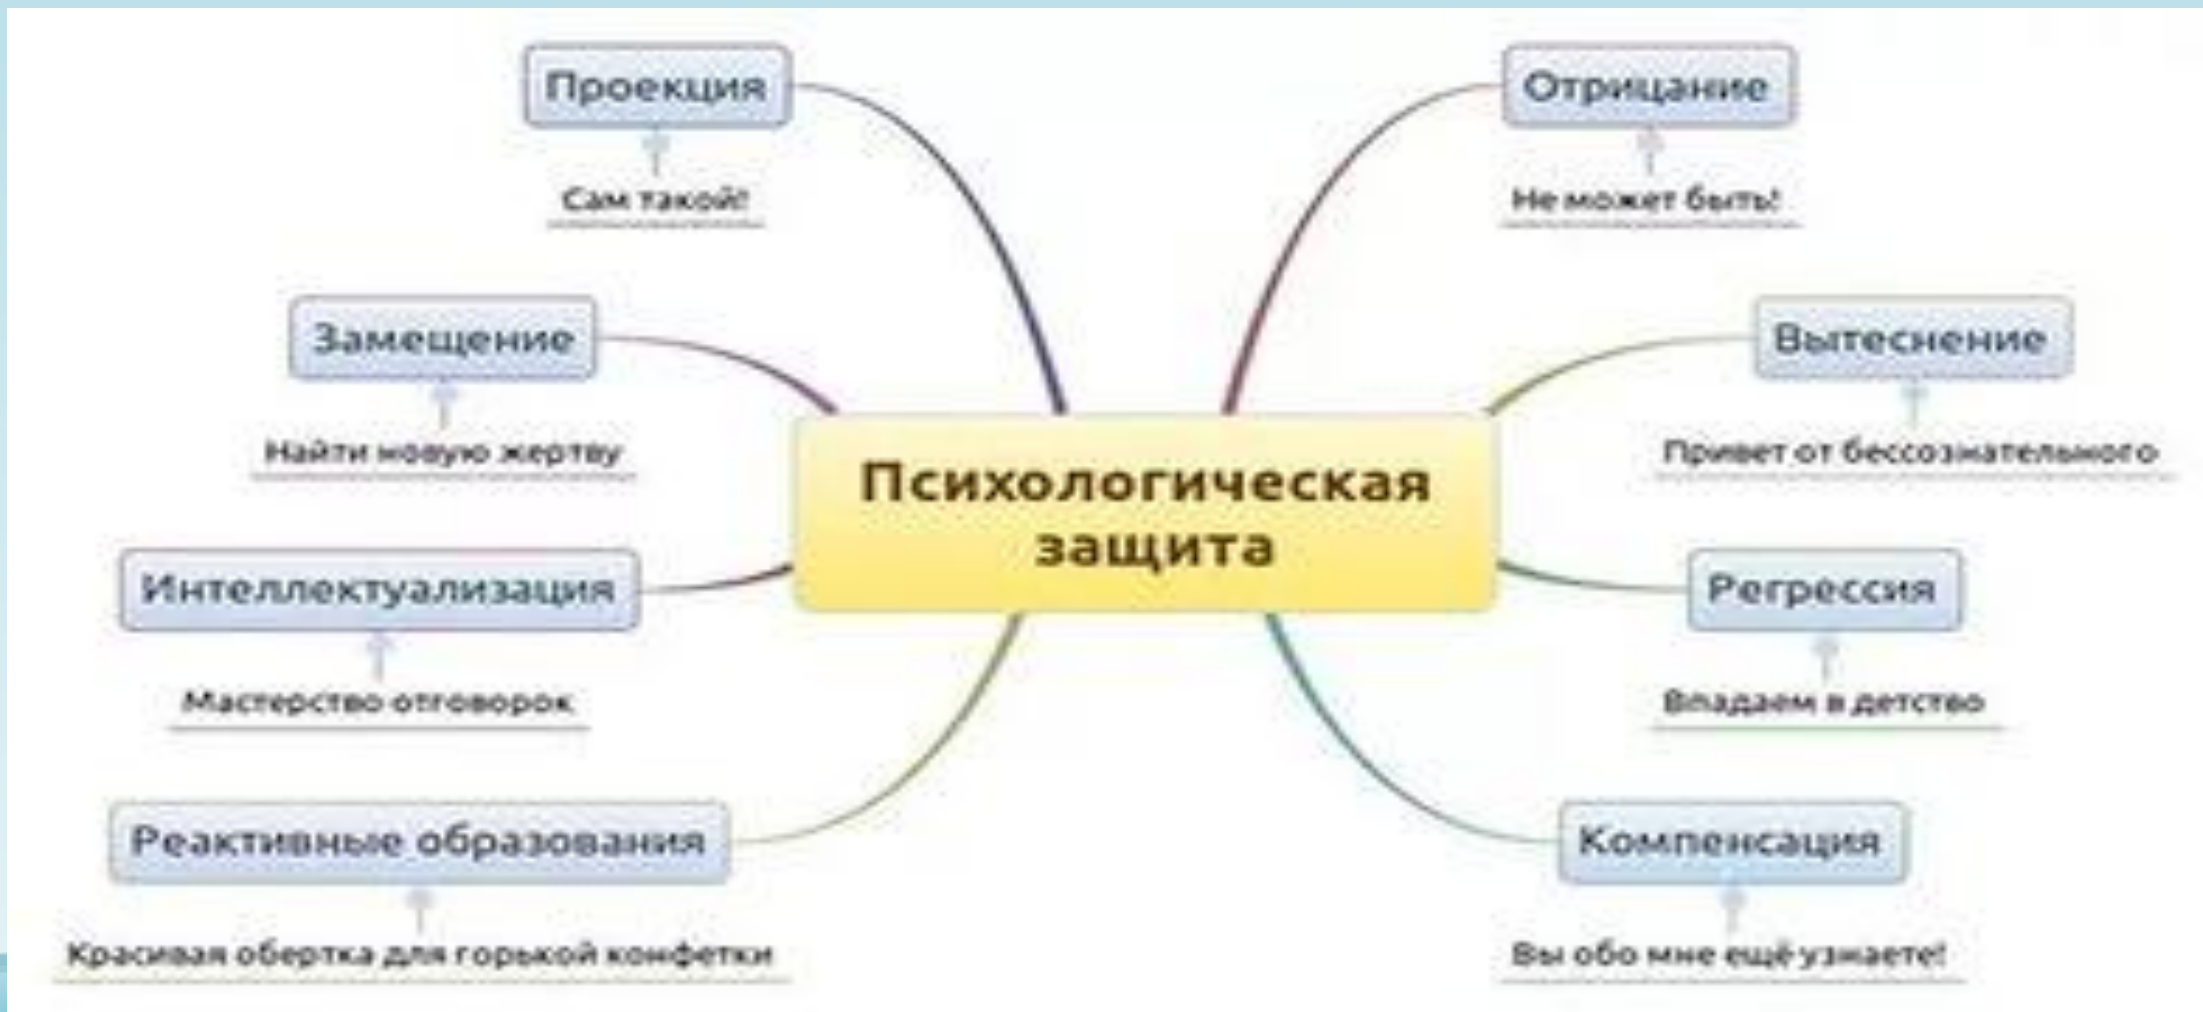 Проекция
Сам такой!
Замещение
Найти новую жертву
Интеллектуализация
Мастерство отговорок
Реактивные образования
Красивая обертка для горькой конфетки
Психологическая
защита
Отрицание
Не может быть!
Вытеснение
Привет от бессознательного
Регрессия
Впадаем в детство
Компенсация
Вы обо мне ещё узнаете!